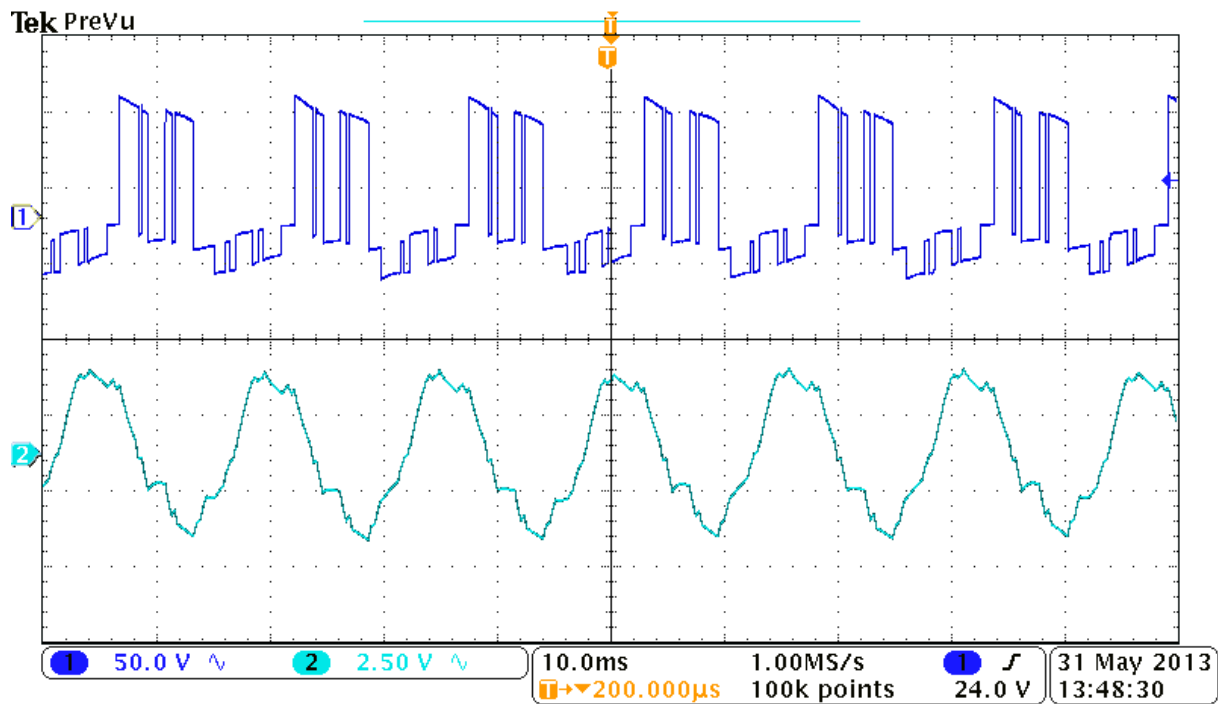 Tek PreVu
T
T
1
2
1 50.0 V 2 2.50 V
10.0ms 1.00MS/s 1 24.0 V
T→▼200.000µs 100k points
31 May 2013
13:48:30